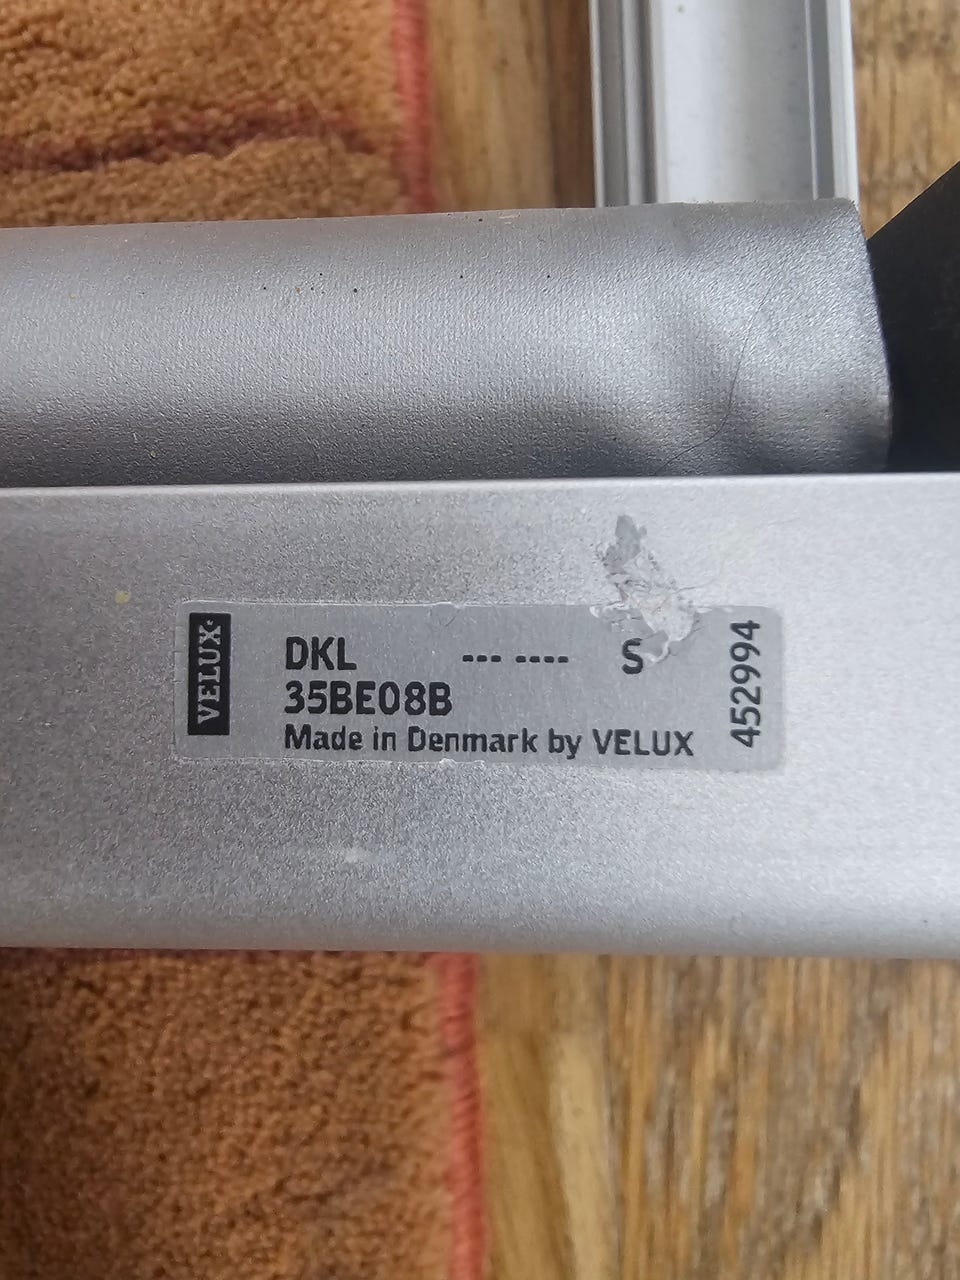 VELUX
DKL --- ---- S
35BE08B
Made in Denmark by VELUX
452994